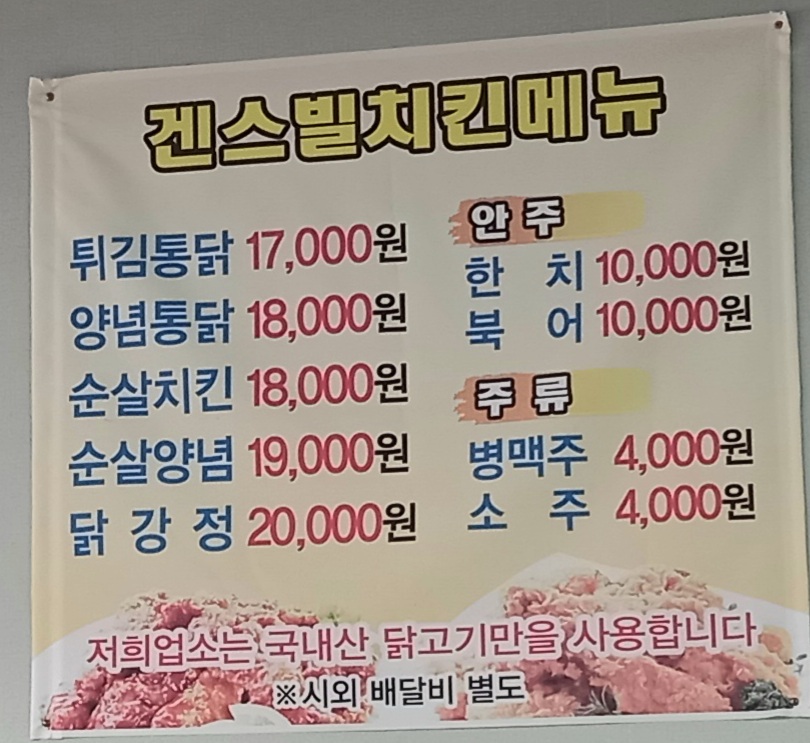 겐스빌치킨메뉴
튀김통닭 17,000원
양념통닭 18,000원
순살치킨 18,000원
순살양념 19,000원
닭강정 20,000원
안주
한치 10,000원
북어 10,000원
주류
병맥주 4,000원
소주 4,000원
저희업소는 국내산 닭고기만을 사용합니다
※시외 배달비 별도